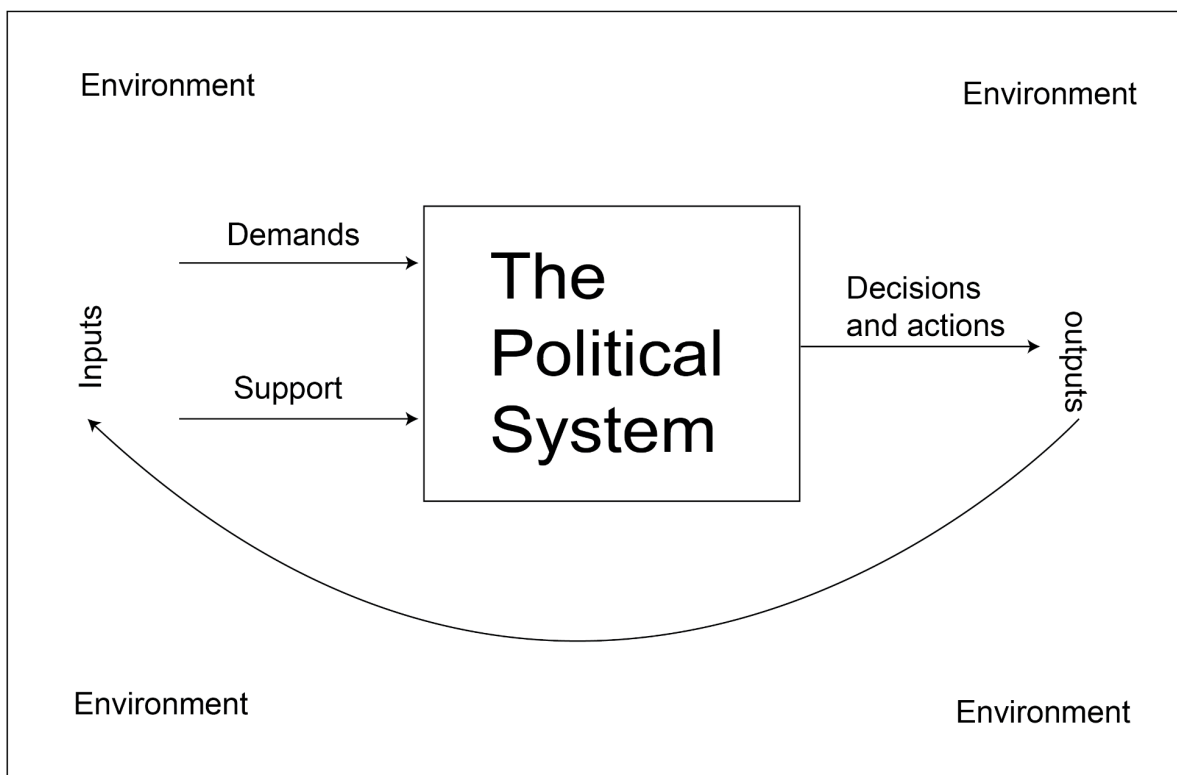 Environment
Environment
Demands
The
Political
System
Decisions
and actions
Inputs
outputs
Support
Environment
Environment